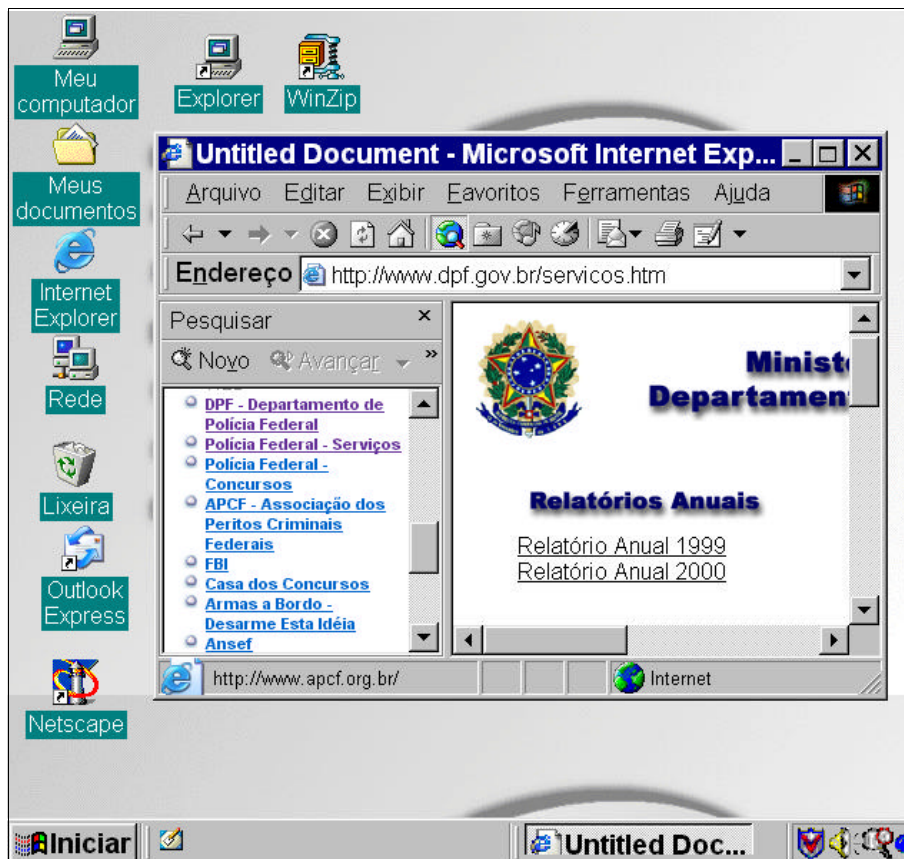 Meu
computador
Explorer
WinZip
Meus
documentos
Internet
Explorer
Rede
Lixeira
Outlook
Express
Netscape
Untitled Document - Microsoft Internet Exp...
Arquivo Editar Exibir Favoritos Ferramentas Ajuda
Endereço http://www.dpf.gov.br/servicos.htm
Pesquisar
Novo Avançar »
DPF - Departamento de
Polícia Federal
Polícia Federal - Serviços
Polícia Federal -
Concursos
APCF - Associação dos
Peritos Criminais
Federais
FBI
Casa dos Concursos
Armas a Bordo -
Desarme Esta Idéia
Ansef
Ministe
Departamen
Relatórios Anuais
Relatório Anual 1999
Relatório Anual 2000
http://www.apcf.org.br/
Internet
Iniciar
Untitled Doc...